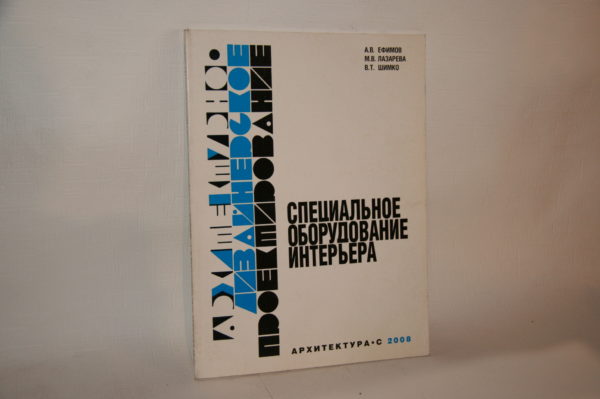 А.В. ЕФИМОВ
М.В. ЛАЗАРЕВА
В.Т. ШИМКО
АРХИТЕКТУРНО-
ДИЗАЙНЕРСКОЕ
ПРОЕКТИРОВАНИЕ
СПЕЦИАЛЬНОЕ
ОБОРУДОВАНИЕ
ИНТЕРЬЕРА
АРХИТЕКТУРА-С 2008